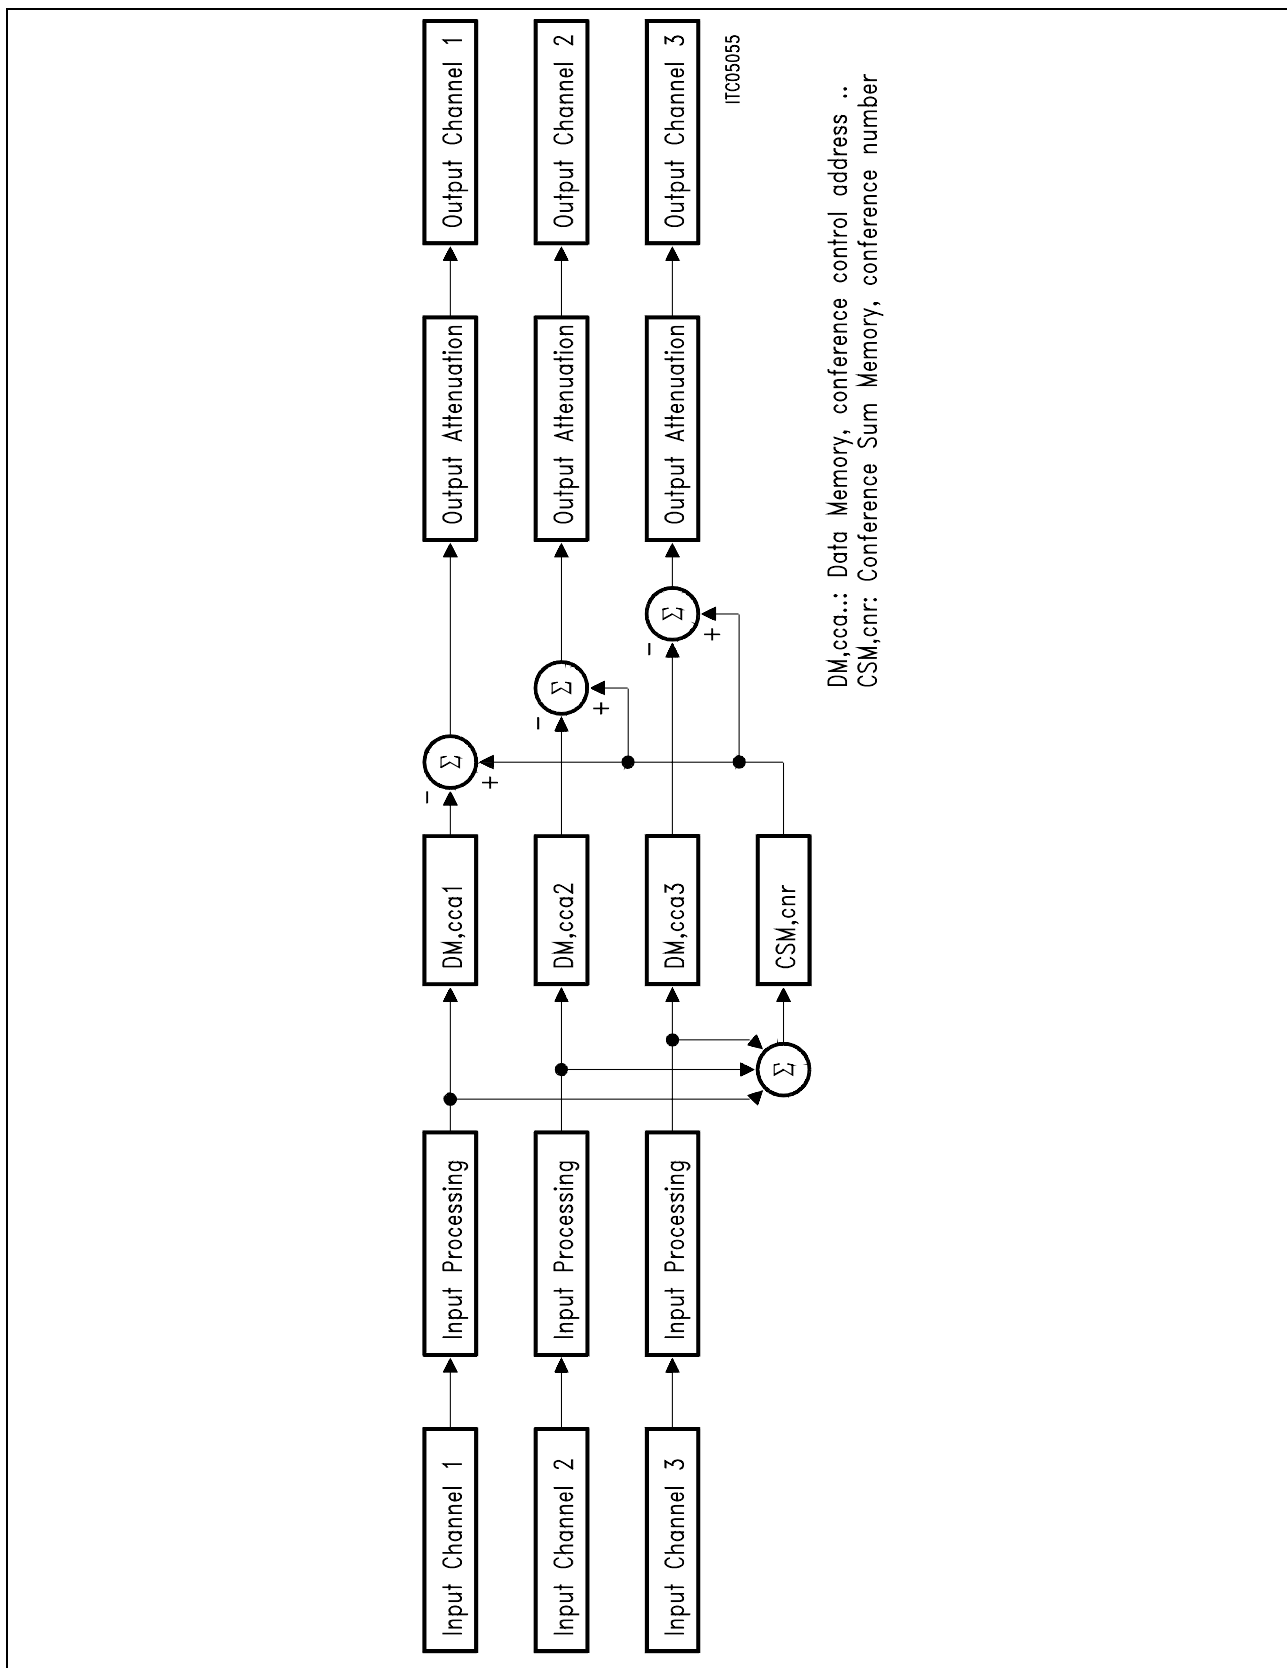 Input Channel 1
Input Processing
DM,cca1
-
+
Σ
Output Attenuation
Output Channel 1
Input Channel 2
Input Processing
DM,cca2
-
+
Σ
Output Attenuation
Output Channel 2
Input Channel 3
Input Processing
DM,cca3
-
+
Σ
Output Attenuation
Output Channel 3
Σ
CSM,cnr
ITC05055
DM,cca..: Data Memory, conference control address ..
CSM,cnr: Conference Sum Memory, conference number